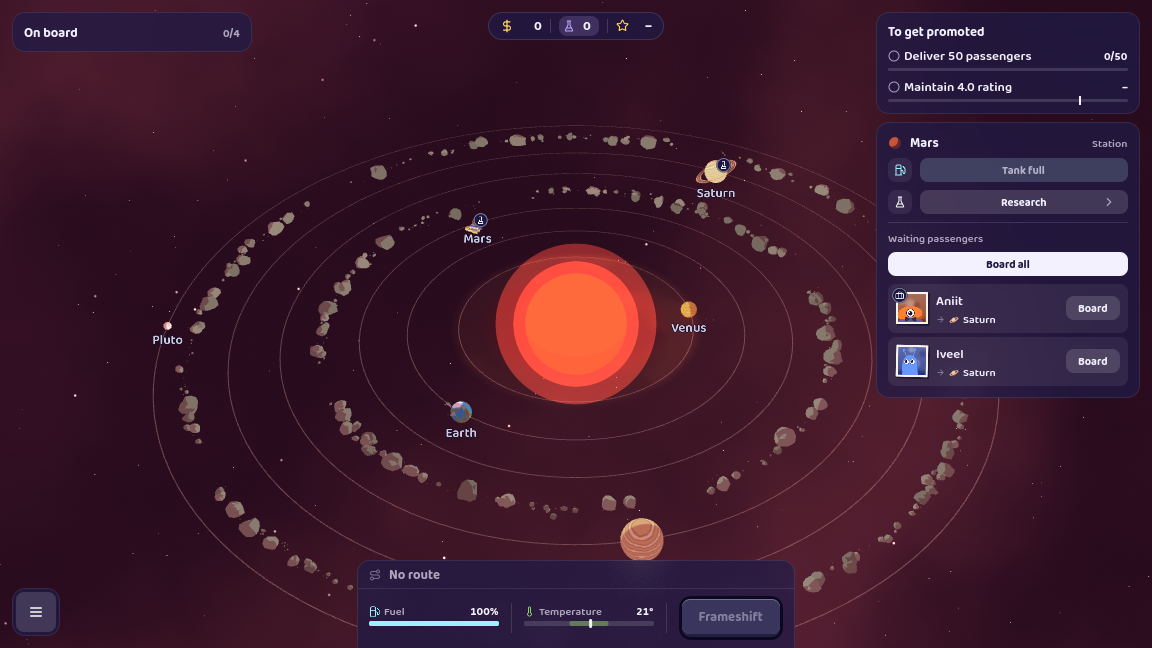 On board 0/4
$ 0 0 –
To get promoted
Deliver 50 passengers 0/50
Maintain 4.0 rating –
Mars Station
Tank full
Research
Waiting passengers
Board all
Aniit
→ Saturn
Board
Iveel
→ Saturn
Board
Saturn
Mars
Venus
Pluto
Earth
No route
Fuel 100%
Temperature 21°
Frameshift